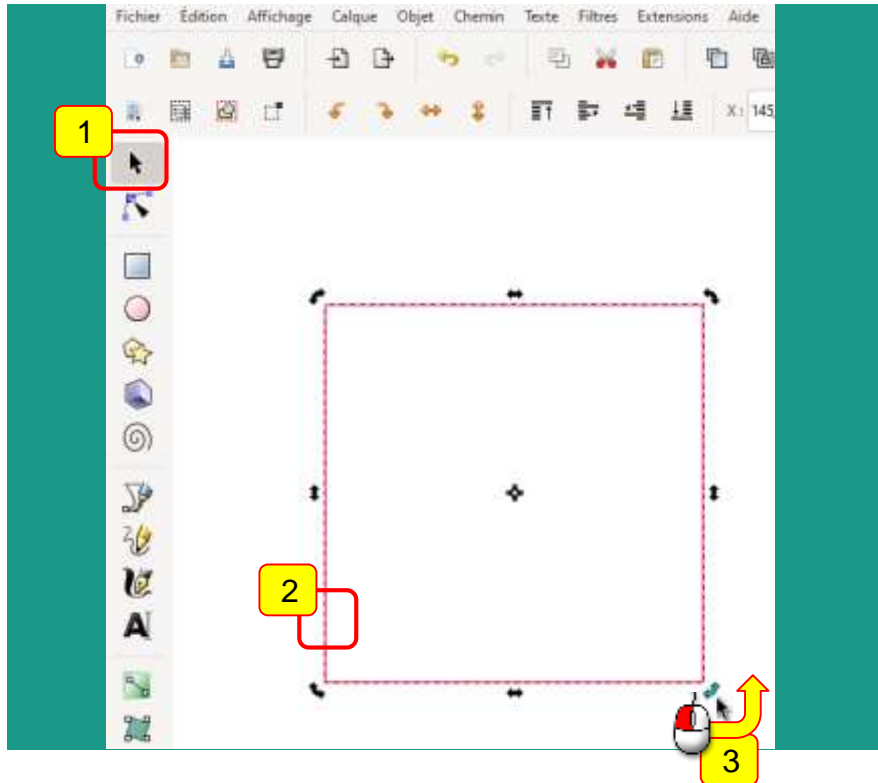 Fichier Édition Affichage Calque Objet Chemin Texte Filtres Extensions Aide
X: 145,
1
2
3